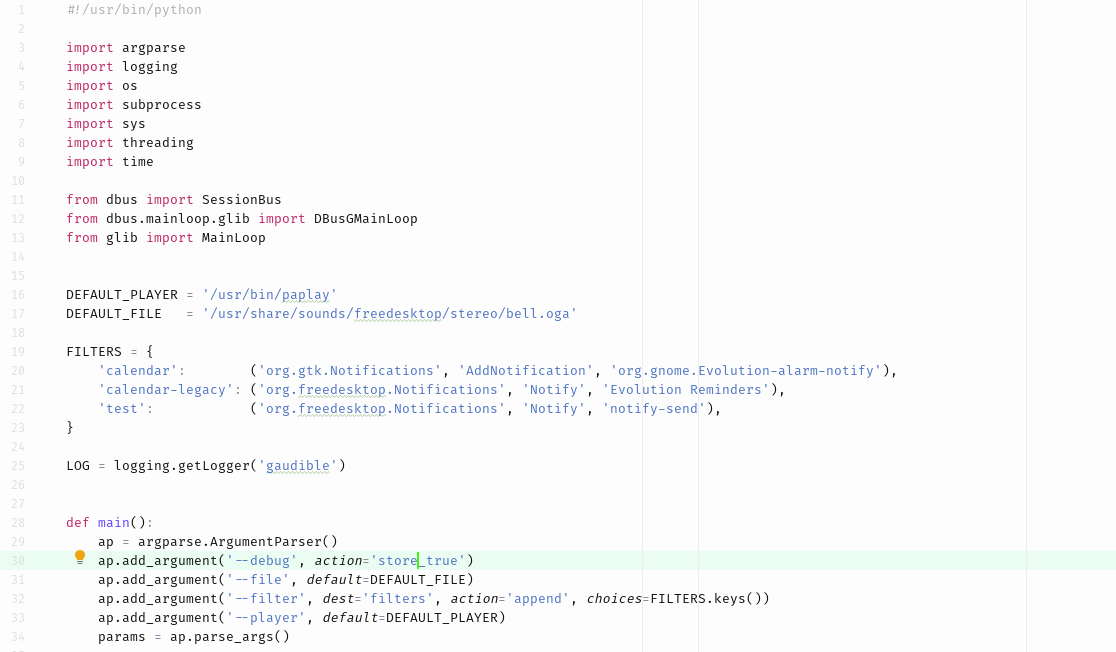 1 #!/usr/bin/python
2
3 import argparse
4 import logging
5 import os
6 import subprocess
7 import sys
8 import threading
9 import time
10
11 from dbus import SessionBus
12 from dbus.mainloop.glib import DBusGMainLoop
13 from glib import MainLoop
14
15
16 DEFAULT_PLAYER = '/usr/bin/paplay'
17 DEFAULT_FILE   = '/usr/share/sounds/freedesktop/stereo/bell.oga'
18
19 FILTERS = {
20     'calendar':        ('org.gtk.Notifications', 'AddNotification', 'org.gnome.Evolution-alarm-notify'),
21     'calendar-legacy': ('org.freedesktop.Notifications', 'Notify', 'Evolution Reminders'),
22     'test':            ('org.freedesktop.Notifications', 'Notify', 'notify-send'),
23 }
24
25 LOG = logging.getLogger('gaudible')
26
27
28 def main():
29     ap = argparse.ArgumentParser()
30     ap.add_argument('--debug', action='store_true')
31     ap.add_argument('--file', default=DEFAULT_FILE)
32     ap.add_argument('--filter', dest='filters', action='append', choices=FILTERS.keys())
33     ap.add_argument('--player', default=DEFAULT_PLAYER)
34     params = ap.parse_args()